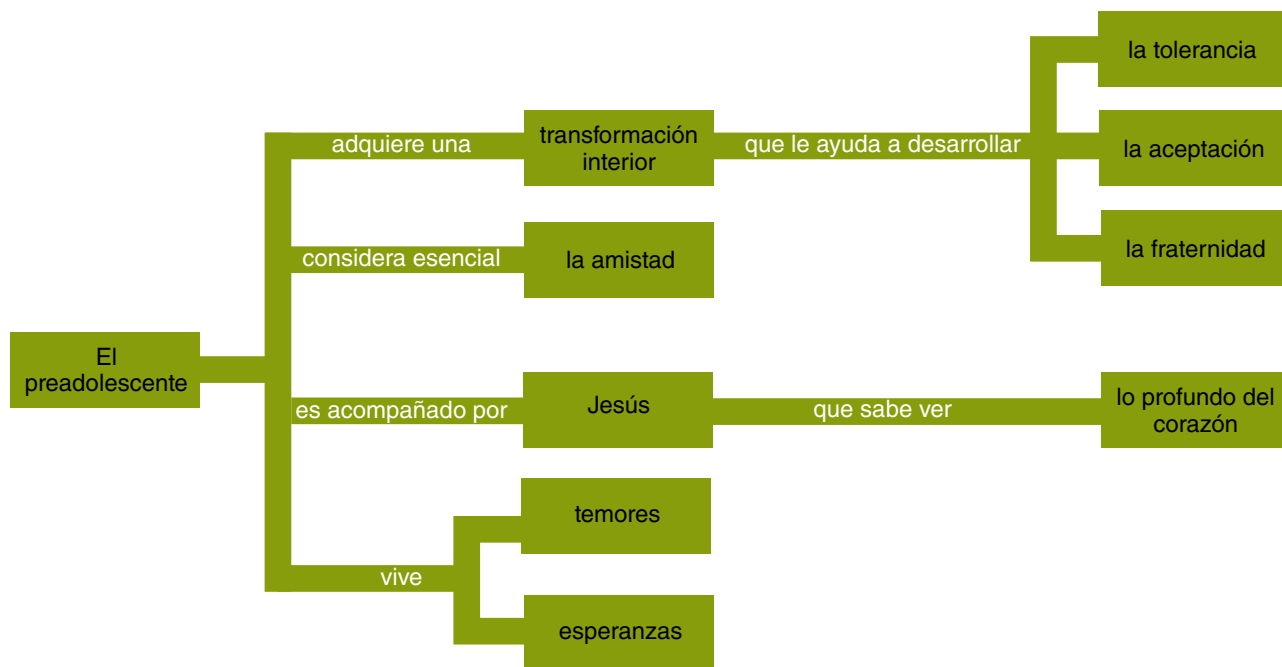 la tolerancia
adquiere una
transformación
interior
que le ayuda a desarrollar
la aceptación
considera esencial
la amistad
la fraternidad
El
preadolescente
es acompañado por
Jesús
que sabe ver
lo profundo del
corazón
temores
vive
esperanzas